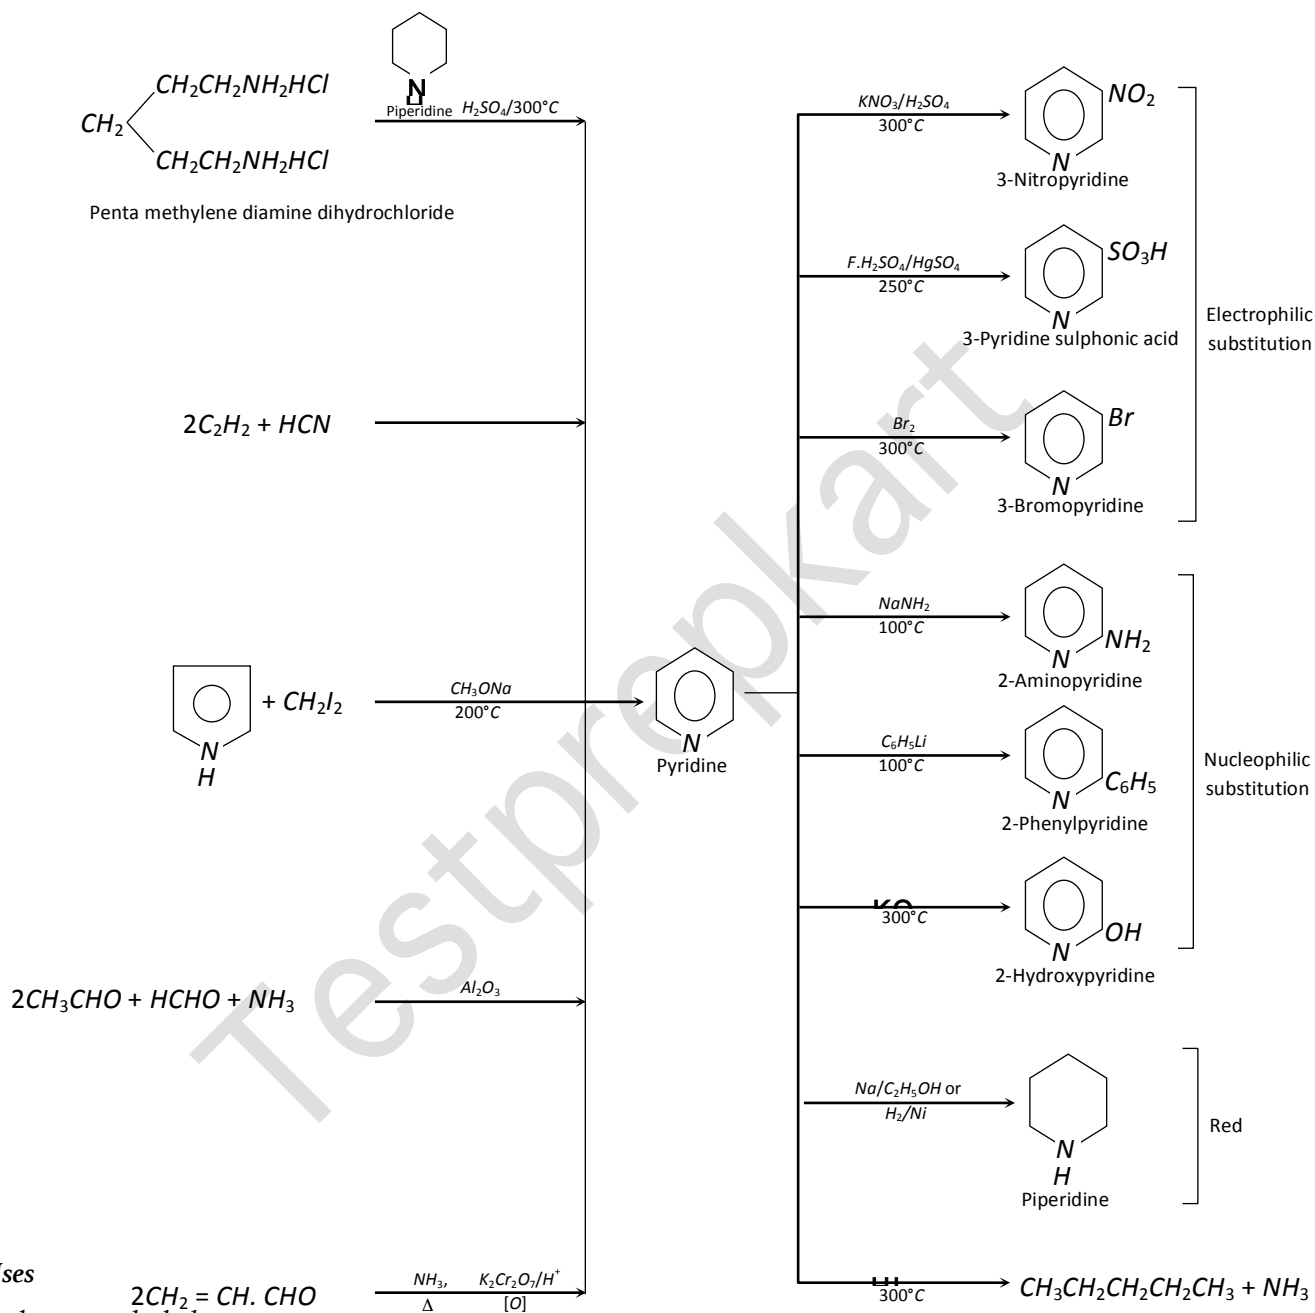 CH₂CH₂NH₂HCl
CH₂
CH₂CH₂NH₂HCl
Penta methylene diamine dihydrochloride
N
Piperidine
H₂SO₄/300°C
2C₂H₂ + HCN
N
H
+ CH₂I₂
CH₃ONa
200°C
2CH₃CHO + HCHO + NH₃
Al₂O₃
2CH₂ = CH. CHO
NH₃,
Δ
K₂Cr₂O₇/H⁺
[O]
N
Pyridine
KNO₃/H₂SO₄
300°C
NO₂
N
3-Nitropyridine
F.H₂SO₄/HgSO₄
250°C
SO₃H
N
3-Pyridine sulphonic acid
Br₂
300°C
Br
N
3-Bromopyridine
Electrophilic
substitution
NaNH₂
100°C
NH₂
N
2-Aminopyridine
C₆H₅Li
100°C
C₆H₅
N
2-Phenylpyridine
300°C
OH
N
2-Hydroxypyridine
Nucleophilic
substitution
Na/C₂H₅OH or
H₂/Ni
N
H
Piperidine
Red
300°C
CH₃CH₂CH₂CH₂CH₃ + NH₃
Testprepkart